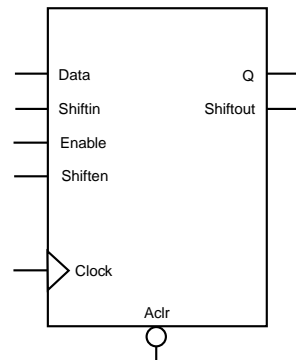 Data Q
Shiftin Shiftout
Enable
Shiften
Clock
Aclr